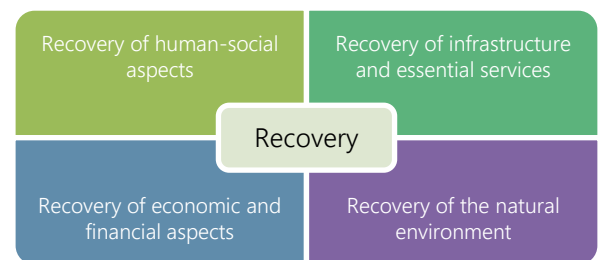 Recovery of human-social
aspects
Recovery of infrastructure
and essential services
Recovery
Recovery of economic and
financial aspects
Recovery of the natural
environment